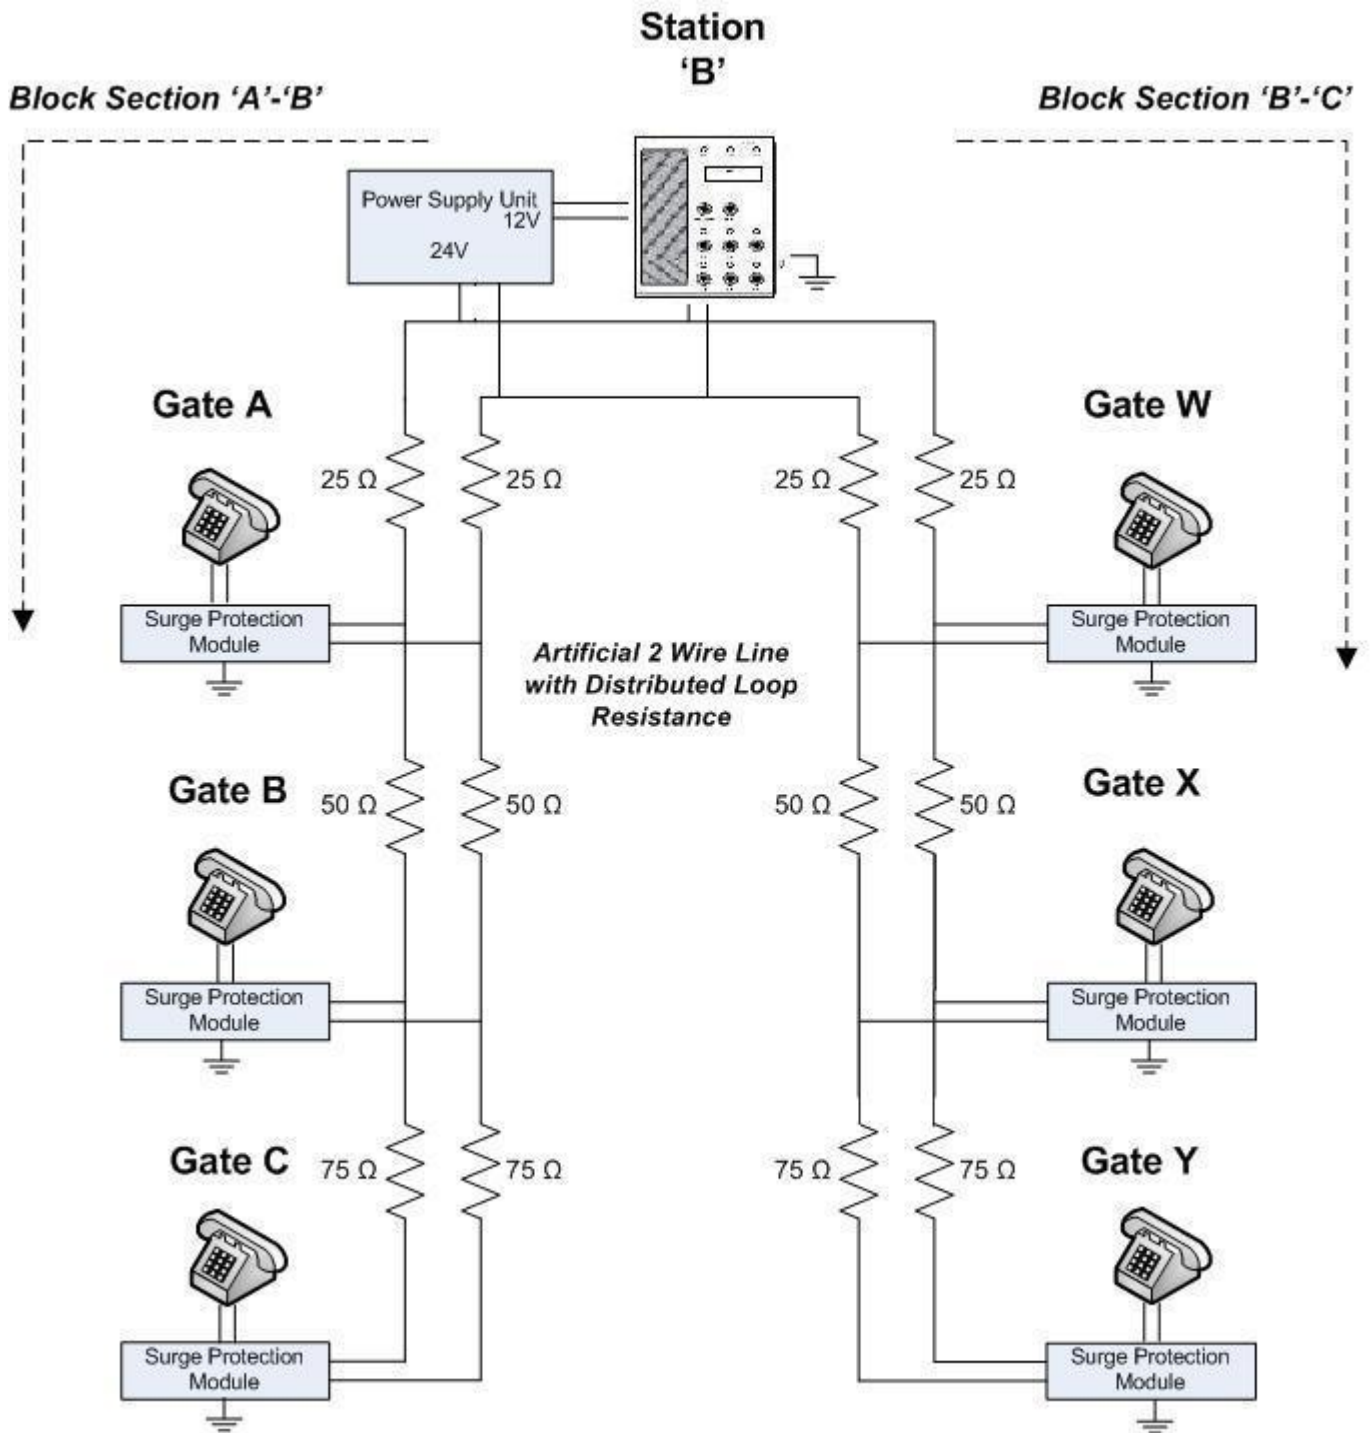 Station
‘B’
Block Section ‘A’-‘B’
Block Section ‘B’-‘C’
Power Supply Unit
12V
24V
Gate A
Gate W
25 Ω
25 Ω
25 Ω
25 Ω
Surge Protection
Module
Surge Protection
Module
Artificial 2 Wire Line
with Distributed Loop
Resistance
Gate B
Gate X
50 Ω
50 Ω
50 Ω
50 Ω
Surge Protection
Module
Surge Protection
Module
Gate C
Gate Y
75 Ω
75 Ω
75 Ω
75 Ω
Surge Protection
Module
Surge Protection
Module